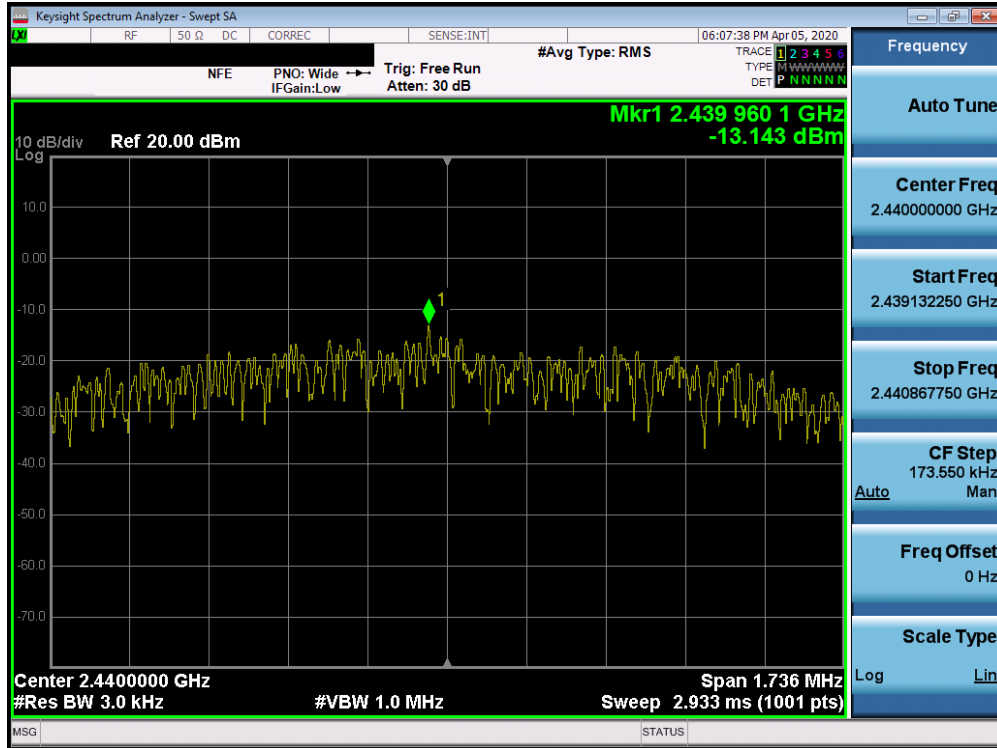 Keysight Spectrum Analyzer - Swept SA
LXI RF 50 Ω DC CORREC SENSE:INT 06:07:38 PM Apr 05, 2020
#Avg Type: RMS TRACE 1 2 3 4 5 6
NFE PNO: Wide Trig: Free Run TYPE M WWWWW
IFGain:Low Atten: 30 dB DET P N N N N N
Mkr1 2.439 960 1 GHz
10 dB/div Ref 20.00 dBm -13.143 dBm
Log
1
10.0
0.00
-10.0
-20.0
-30.0
-40.0
-50.0
-60.0
-70.0
Center 2.4400000 GHz Span 1.736 MHz
#Res BW 3.0 kHz #VBW 1.0 MHz Sweep 2.933 ms (1001 pts)
MSG STATUS
Frequency
Auto Tune
Center Freq
2.440000000 GHz
Start Freq
2.439132250 GHz
Stop Freq
2.440867750 GHz
CF Step
173.550 kHz
Auto Man
Freq Offset
0 Hz
Scale Type
Log Lin